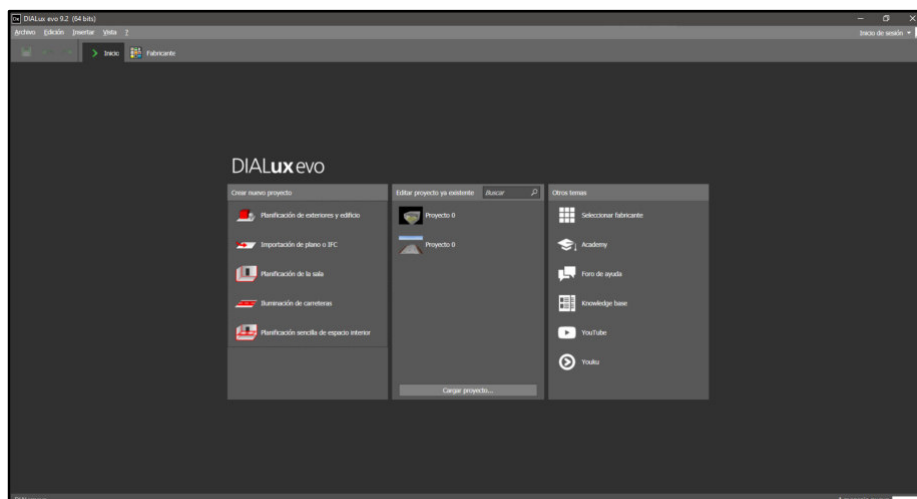 DIALux evo 9.2 (64 bits)
Archivo Edición Insertar Vista ?
Inicio de sesión
Inicio
Fabricante
DIALux evo
Crear nuevo proyecto
Planificación de exteriores y edificio
Importación de plano o IFC
Planificación de la sala
Iluminación de carreteras
Planificación sencilla de espacio interior
Editar proyecto ya existente
Buscar
Proyecto 0
Proyecto 0
Cargar proyecto...
Otros temas
Seleccionar fabricante
Academy
Foro de ayuda
Knowledge base
YouTube
Youku